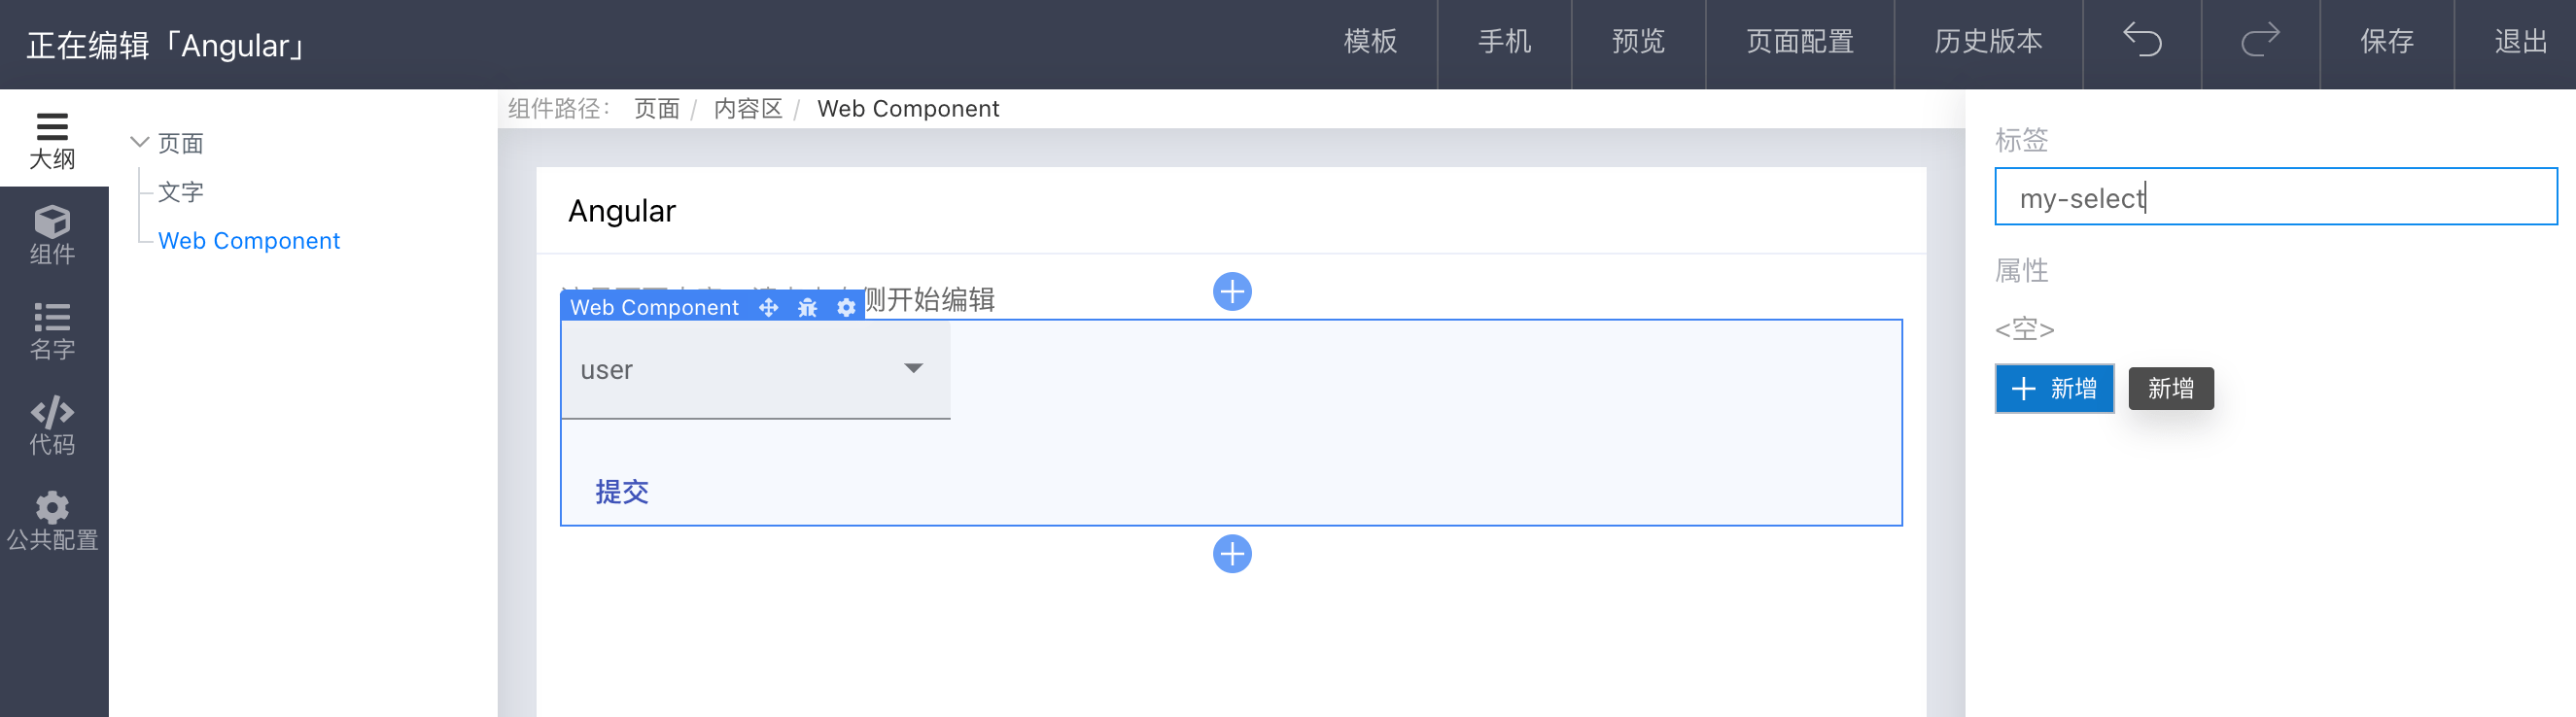 正在编辑「Angular」
模板 手机 预览 页面配置 历史版本 保存 退出
大纲
组件
名字
代码
公共配置
页面
文字
Web Component
组件路径： 页面 / 内容区 / Web Component
Angular
侧开始编辑
Web Component
user
提交
标签
my-select
属性
<空>
新增 新增